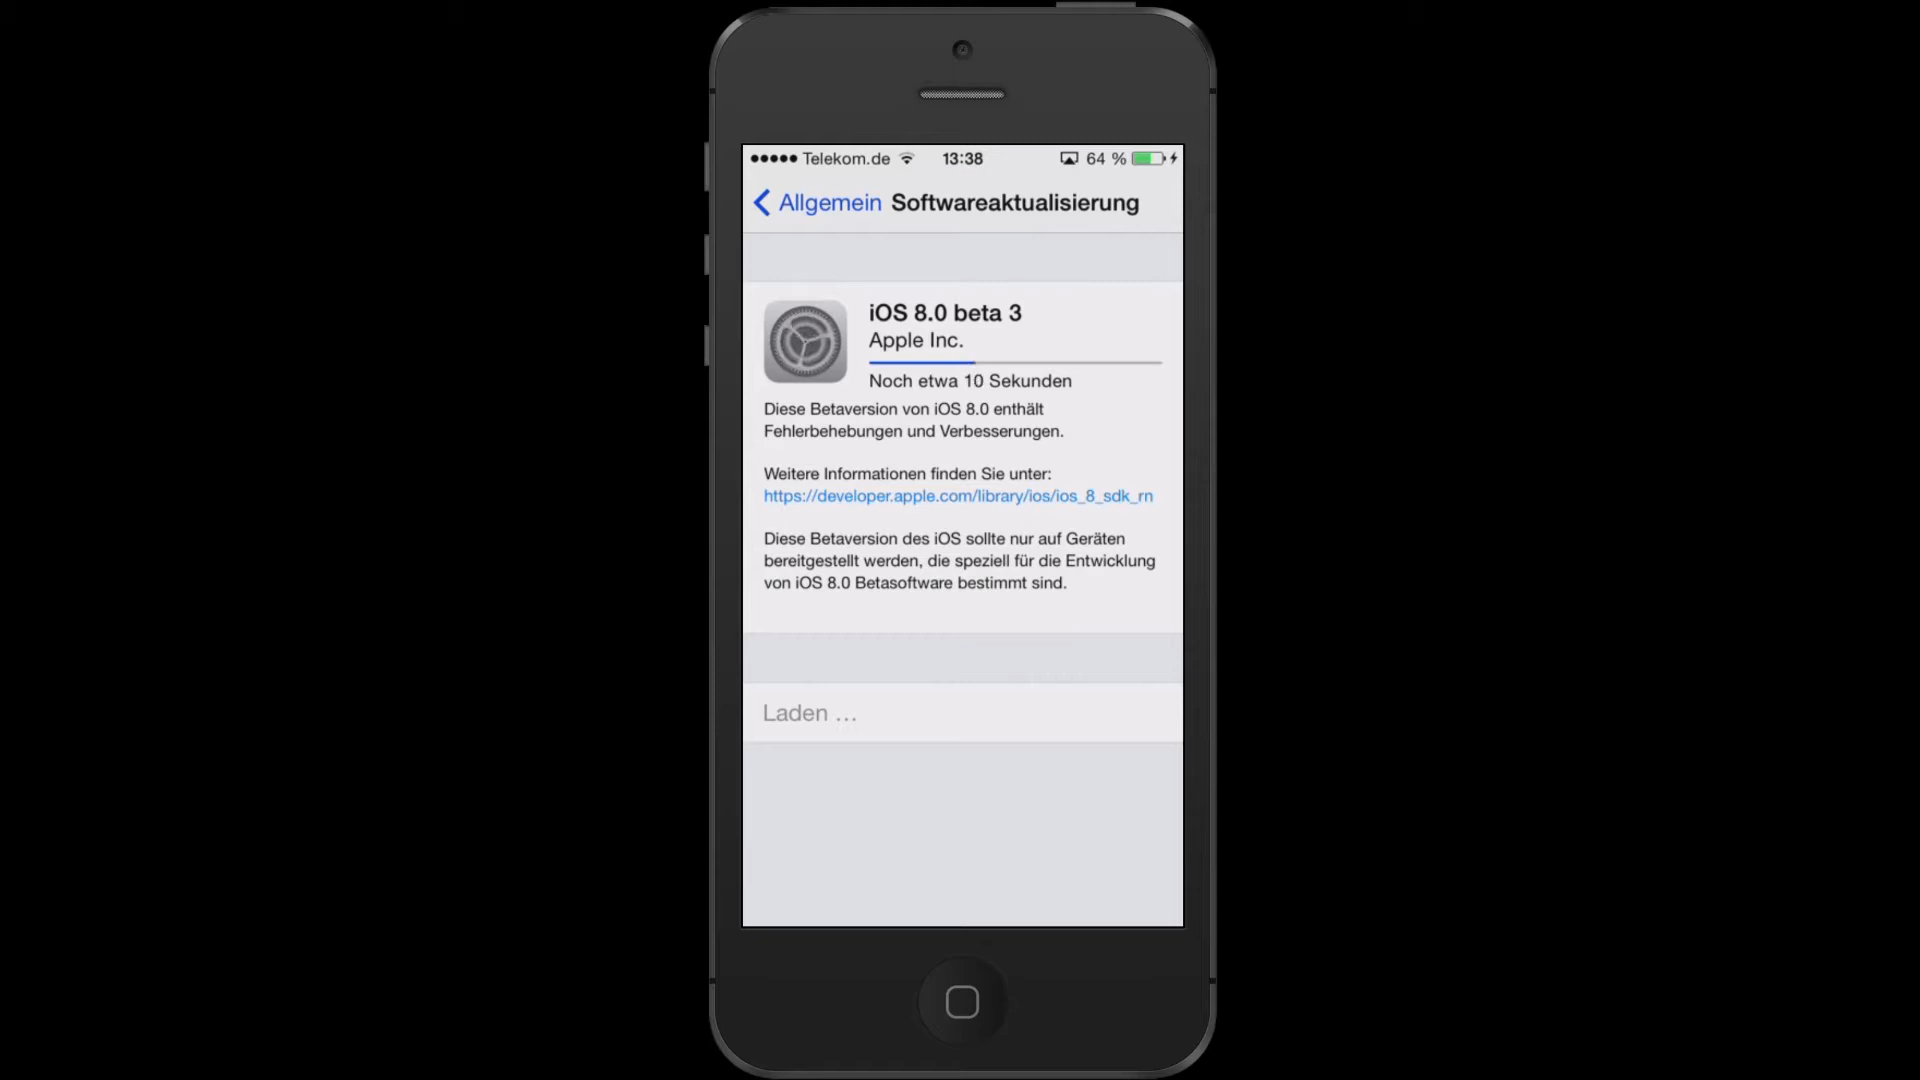 ●●●●● Telekom.de 13:38 64 %
Allgemein Softwareaktualisierung
iOS 8.0 beta 3
Apple Inc.
Noch etwa 10 Sekunden
Diese Betaversion von iOS 8.0 enthält
Fehlerbehebungen und Verbesserungen.
Weitere Informationen finden Sie unter:
https://developer.apple.com/library/ios/ios_8_sdk_rn
Diese Betaversion des iOS sollte nur auf Geräten
bereitgestellt werden, die speziell für die Entwicklung
von iOS 8.0 Betasoftware bestimmt sind.
Laden …